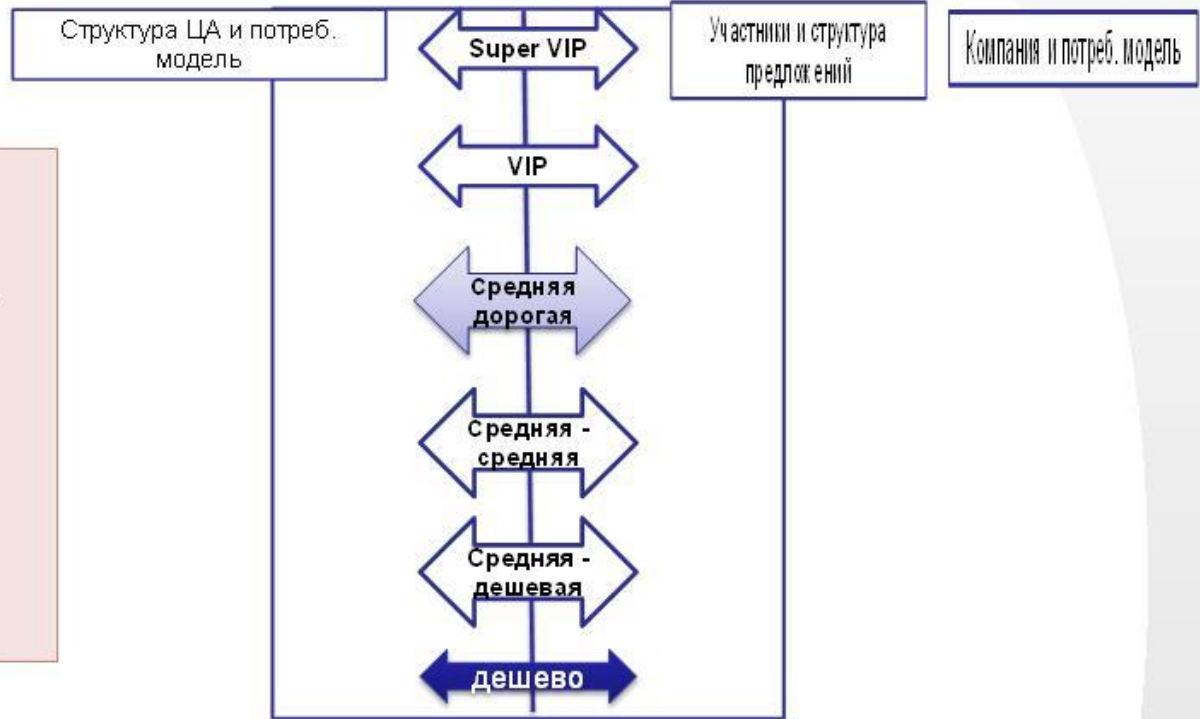 Структура ЦА и потреб.
модель
Super VIP
Участники и структура
предложений
Компания и потреб. модель
VIP
Средняя
дорогая
Средняя -
средняя
Средняя -
дешевая
дешево